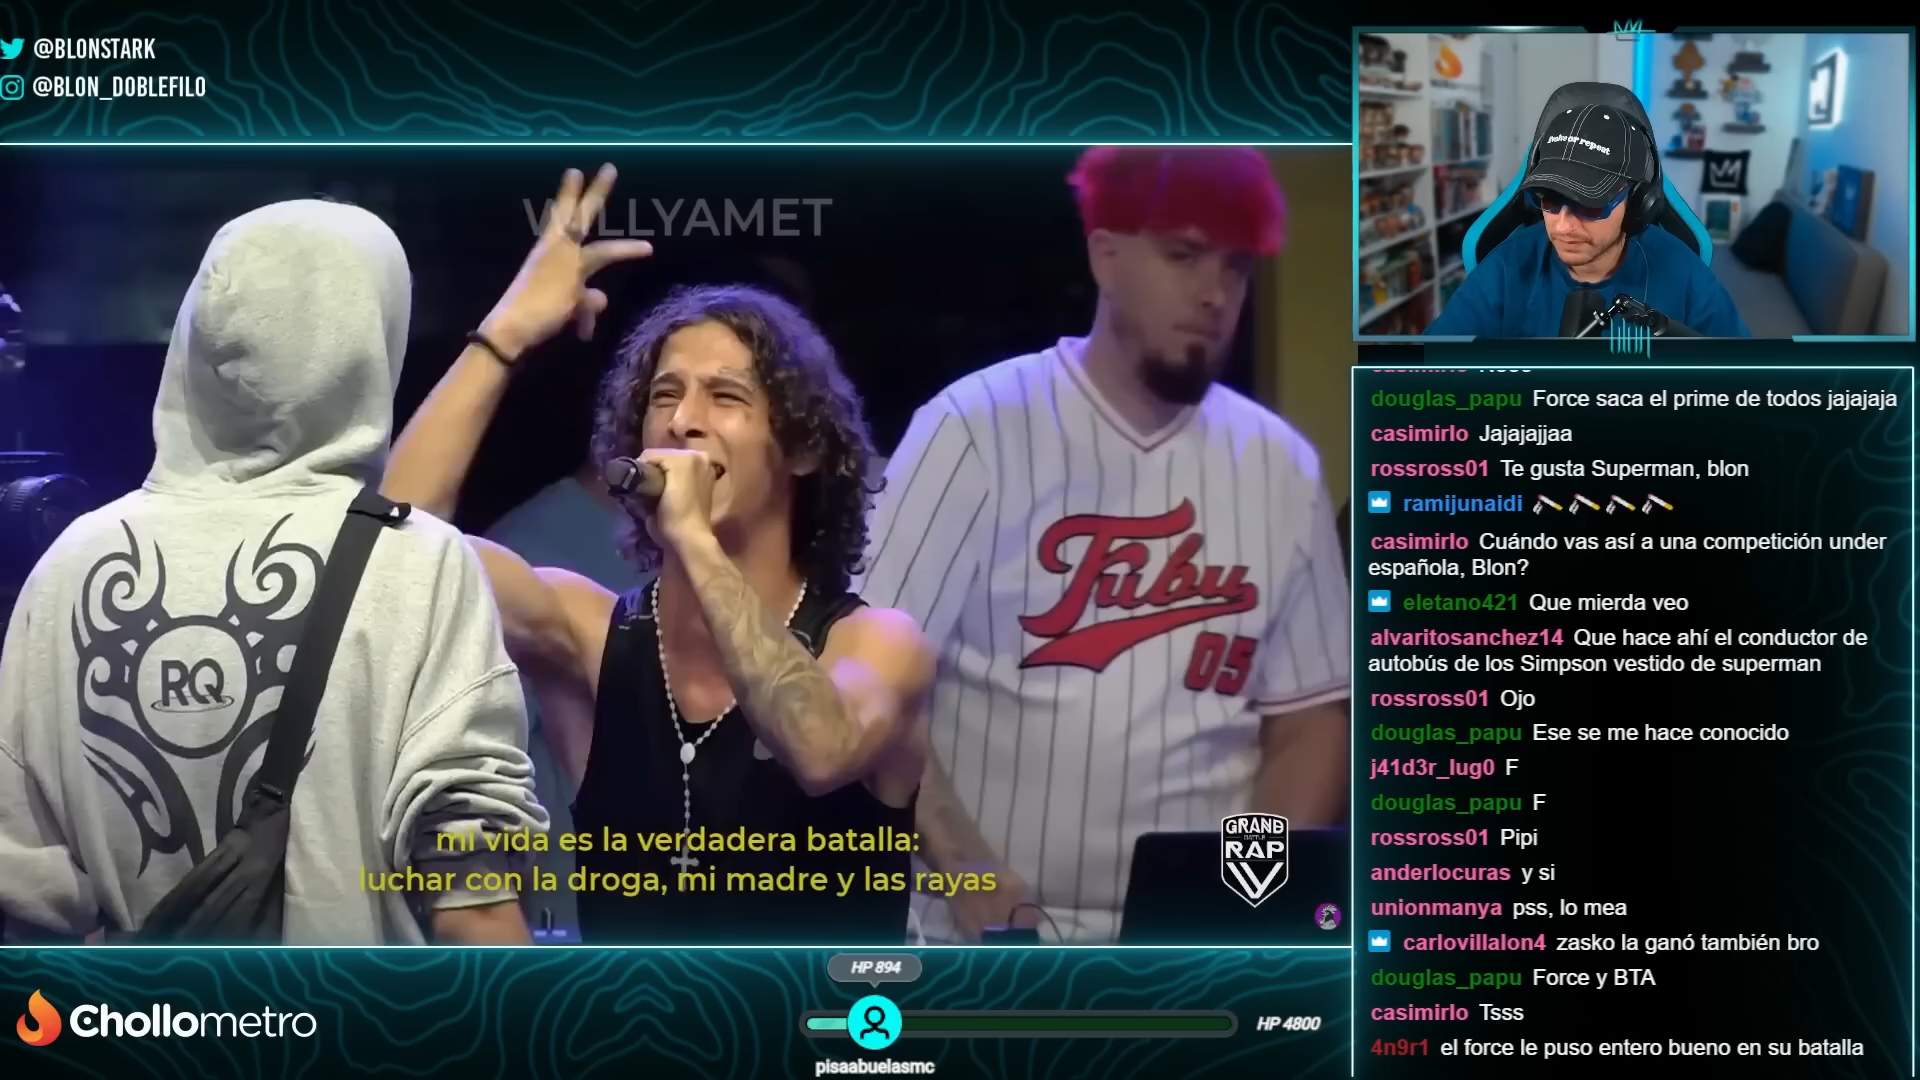 @BLONSTARK
@BLON_DOBLEFILO
WILLYAMET
RQ
Fubu
05
mi vida es la verdadera batalla:
luchar con la droga, mi madre y las rayas
GRAND
BATTLE
RAP
HP 894
HP 4800
pisaabuelasmc
Chollometro
or repeat
douglas_papu Force saca el prime de todos jajajaja
casimirlo Jajajajjaa
rossross01 Te gusta Superman, blon
ramijunaidi
casimirlo Cuándo vas así a una competición under
española, Blon?
eletano421 Que mierda veo
alvaritosanchez14 Que hace ahí el conductor de
autobús de los Simpson vestido de superman
rossross01 Ojo
douglas_papu Ese se me hace conocido
j41d3r_lug0 F
douglas_papu F
rossross01 Pipi
anderlocuras y si
unionmanya pss, lo mea
carlovillalon4 zasko la ganó también bro
douglas_papu Force y BTA
casimirlo Tsss
4n9r1 el force le puso entero bueno en su batalla